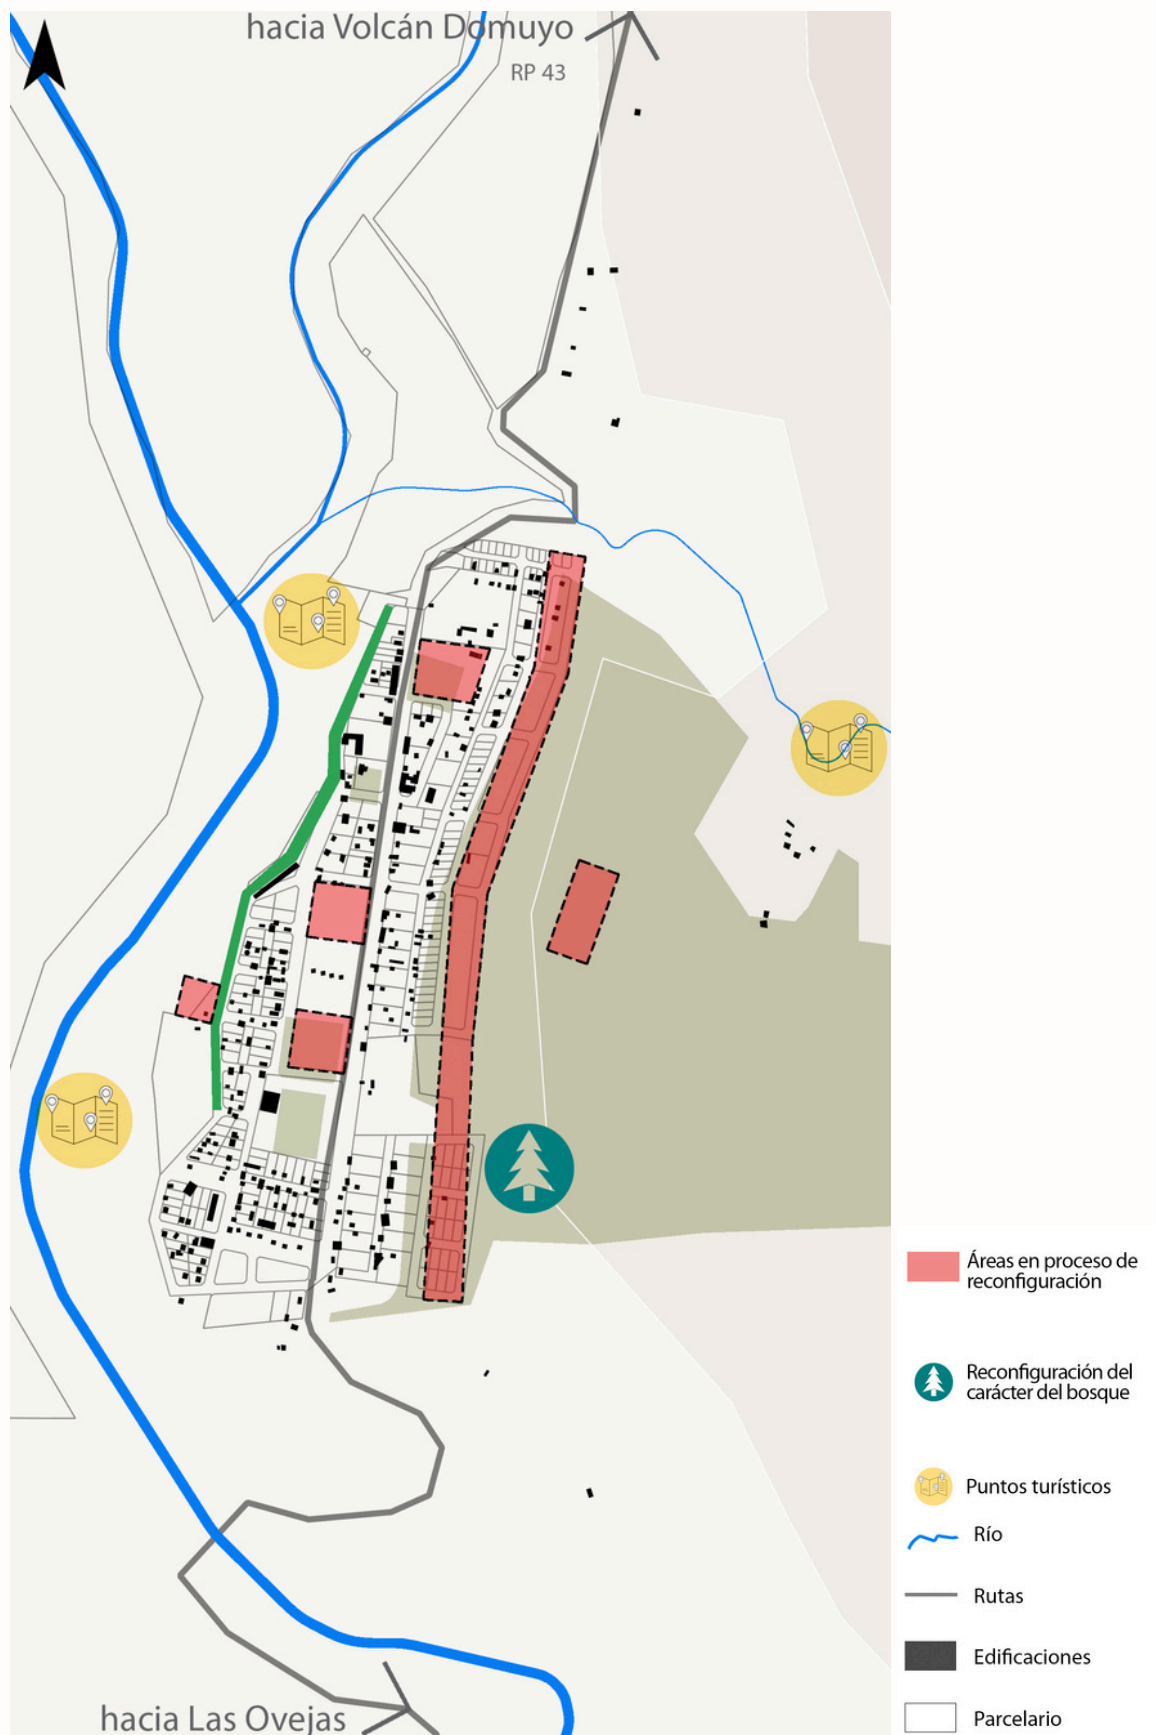 hacia Volcán Domuyo
RP 43
Áreas en proceso de
reconfiguración
Reconfiguración del
carácter del bosque
Puntos turísticos
Río
Rutas
Edificaciones
Parcelario
hacia Las Ovejas